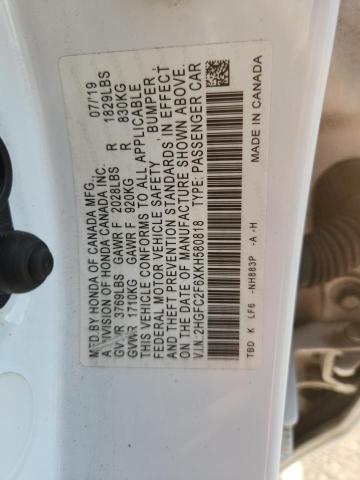 MFD BY HONDA OF CANADA MFG., 07/19
A DIVISION OF HONDA CANADA INC.
GVWR 3769LBS GAWR F 2028LBS R 1829LBS
GVWR 1710KG GAWR F 920KG R 830KG
THIS VEHICLE CONFORMS TO ALL APPLICABLE
FEDERAL MOTOR VEHICLE SAFETY , BUMPER ,
AND THEFT PREVENTION STANDARDS IN EFFECT
ON THE DATE OF MANUFACTURE SHOWN ABOVE.
V.I.N.:2HGFC2F6XKH580818 TYPE:PASSENGER CAR
TBD K LF6 -NH883P -A -H MADE IN CANADA